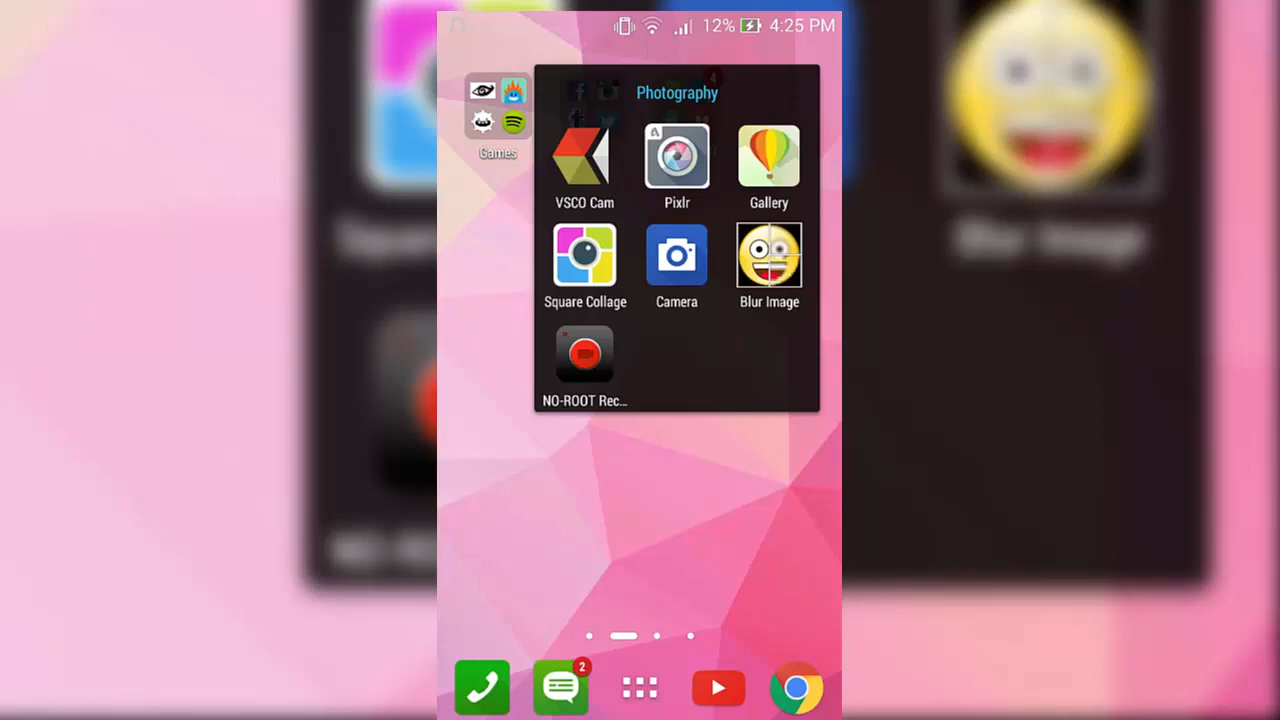 12% 4:25 PM
4
Photography
Games
VSCO Cam Pixlr Gallery
Square Collage Camera Blur Image
NO-ROOT Rec...
2